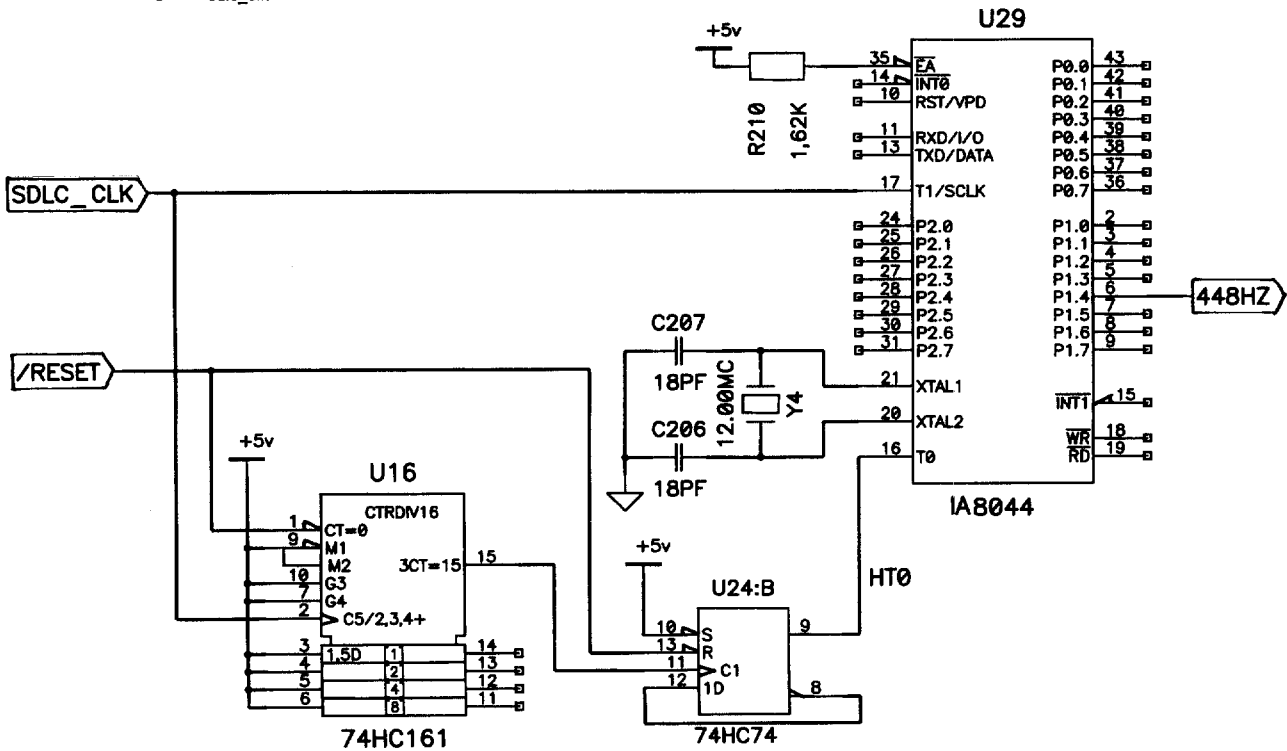 U29
+5v
R210
1,62K
35 EA
14 INT0
10 RST/VPD
11 RXD/I/O
13 TXD/DATA
17 T1/SCLK
24 P2.0
25 P2.1
26 P2.2
27 P2.3
28 P2.4
29 P2.5
30 P2.6
31 P2.7
21 XTAL1
20 XTAL2
16 T0
P0.0 43
P0.1 42
P0.2 41
P0.3 40
P0.4 39
P0.5 38
P0.6 37
P0.7 36
P1.0 2
P1.1 3
P1.2 4
P1.3 5
P1.4 6
P1.5 7
P1.6 8
P1.7 9
INT1 15
WR 18
RD 19
IA8044
448HZ
SDLC_CLK
/RESET
C207
18PF
12.00MC
Y4
C206
18PF
+5v
U16
CTRDIV16
1 CT=0
9 M1
M2
10 G3
7 G4
2 C5/2,3,4+
3CT=15 15
3 1,5D 1 14
4 2 13
5 4 12
6 8 11
74HC161
+5v
U24:B
HT0
10 S
13 R
11 C1
12 1D
9
8
74HC74